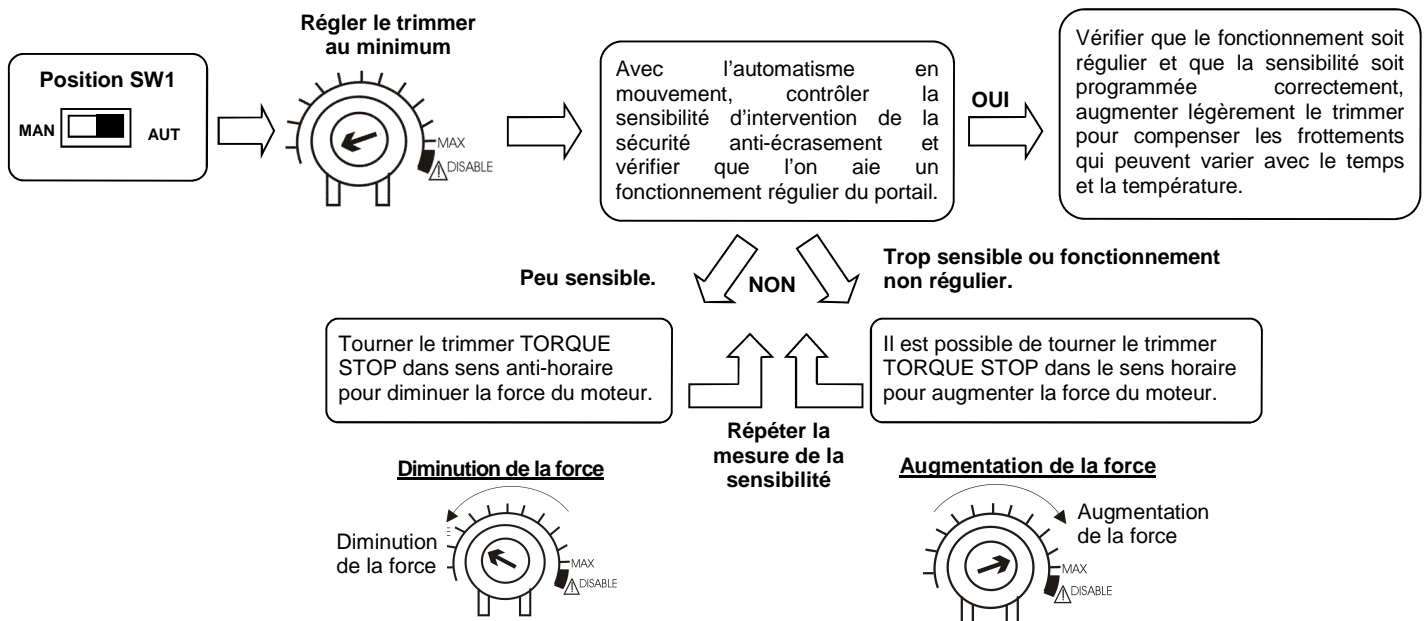 Position SW1
MAN
AUT
Régler le trimmer
au minimum
MAX
DISABLE
Avec l'automatisme en
mouvement, contrôler la
sensibilité d'intervention de la
sécurité anti-écrasement et
vérifier que l'on aie un
fonctionnement régulier du portail.
OUI
Vérifier que le fonctionnement soit
régulier et que la sensibilité soit
programmée correctement,
augmenter légèrement le trimmer
pour compenser les frottements
qui peuvent varier avec le temps
et la température.
Peu sensible.
NON
Trop sensible ou fonctionnement
non régulier.
Tourner le trimmer TORQUE
STOP dans sens anti-horaire
pour diminuer la force du moteur.
Il est possible de tourner le trimmer
TORQUE STOP dans le sens horaire
pour augmenter la force du moteur.
Répéter la
mesure de la
sensibilité
Diminution de la force
Diminution
de la force
MAX
DISABLE
Augmentation de la force
Augmentation
de la force
MAX
DISABLE